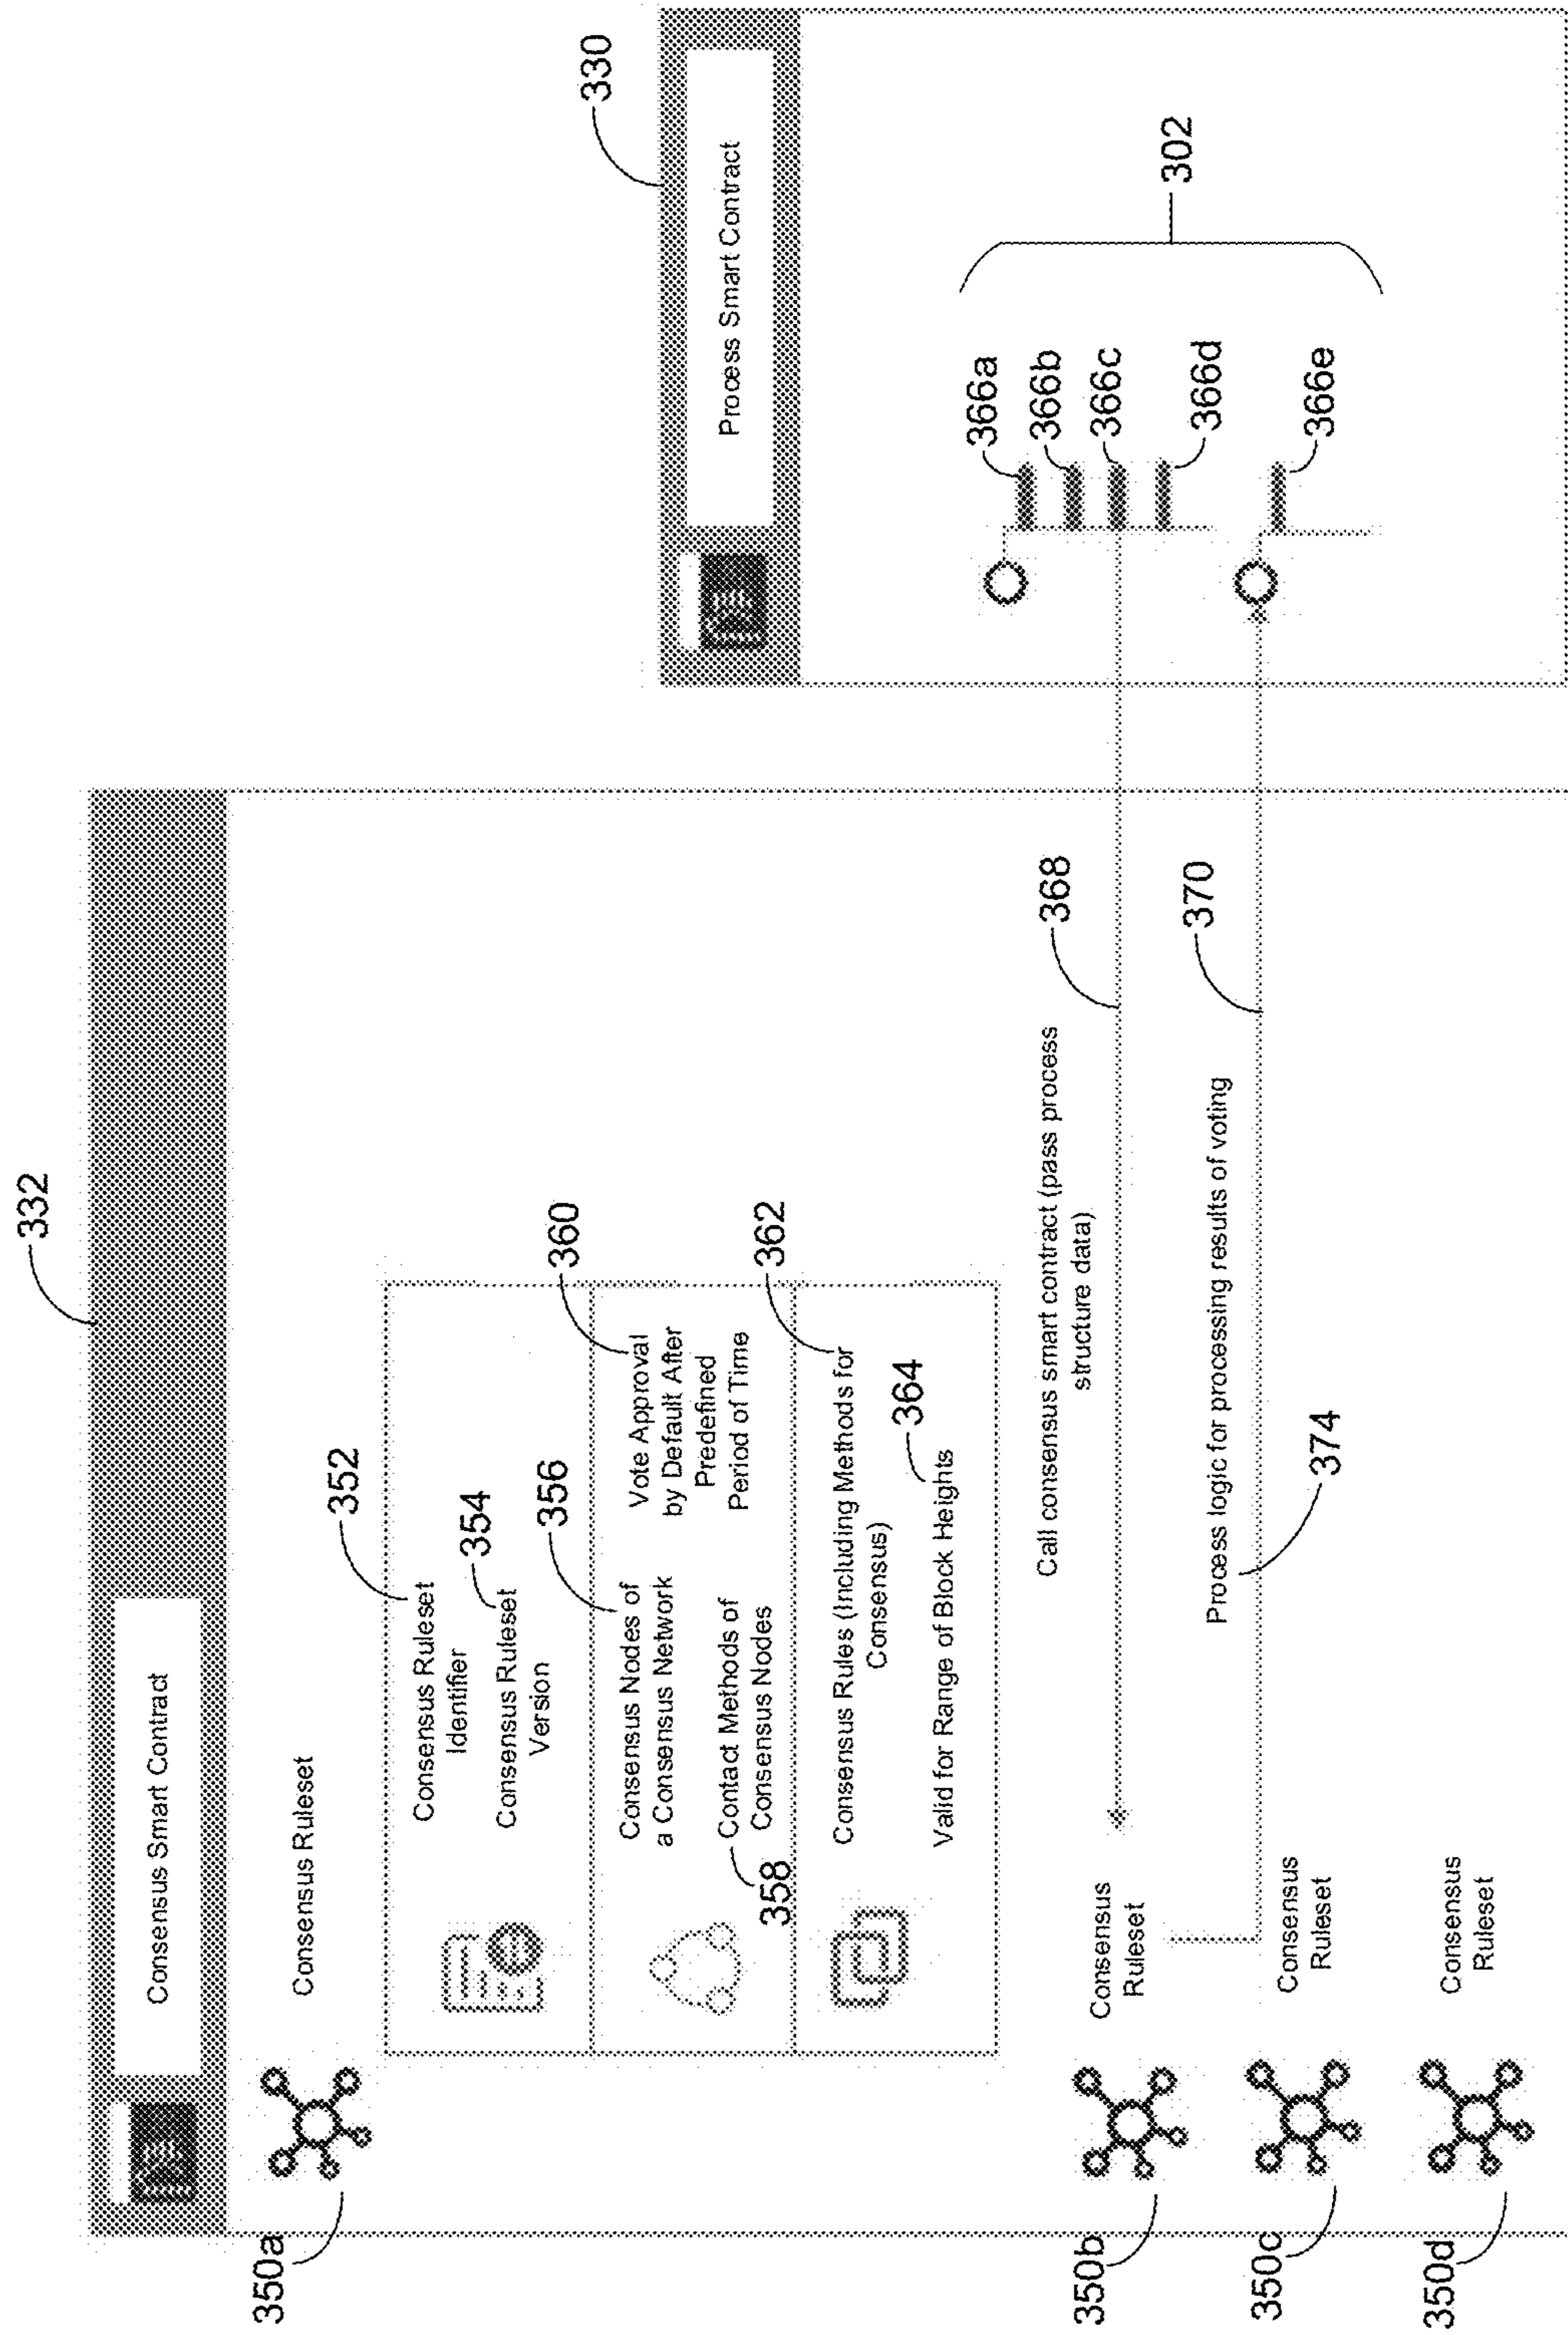 332
Consensus Smart Contract
350a
Consensus Ruleset
352
Consensus Ruleset
Identifier
354
Consensus Ruleset
Version
356
Consensus Nodes of
a Consensus Network
358
Contact Methods of
Consensus Nodes
360
Vote Approval
by Default After
Predefined
Period of Time
362
Consensus Rules (Including Methods for
Consensus)
364
Valid for Range of Block Heights
368
Call consensus smart contract (pass process
structure data)
350b
Consensus
Ruleset
370
Process logic for processing results of voting
374
350c
Consensus
Ruleset
350d
Consensus
Ruleset
330
Process Smart Contract
366a
366b
366c
366d
366e
302